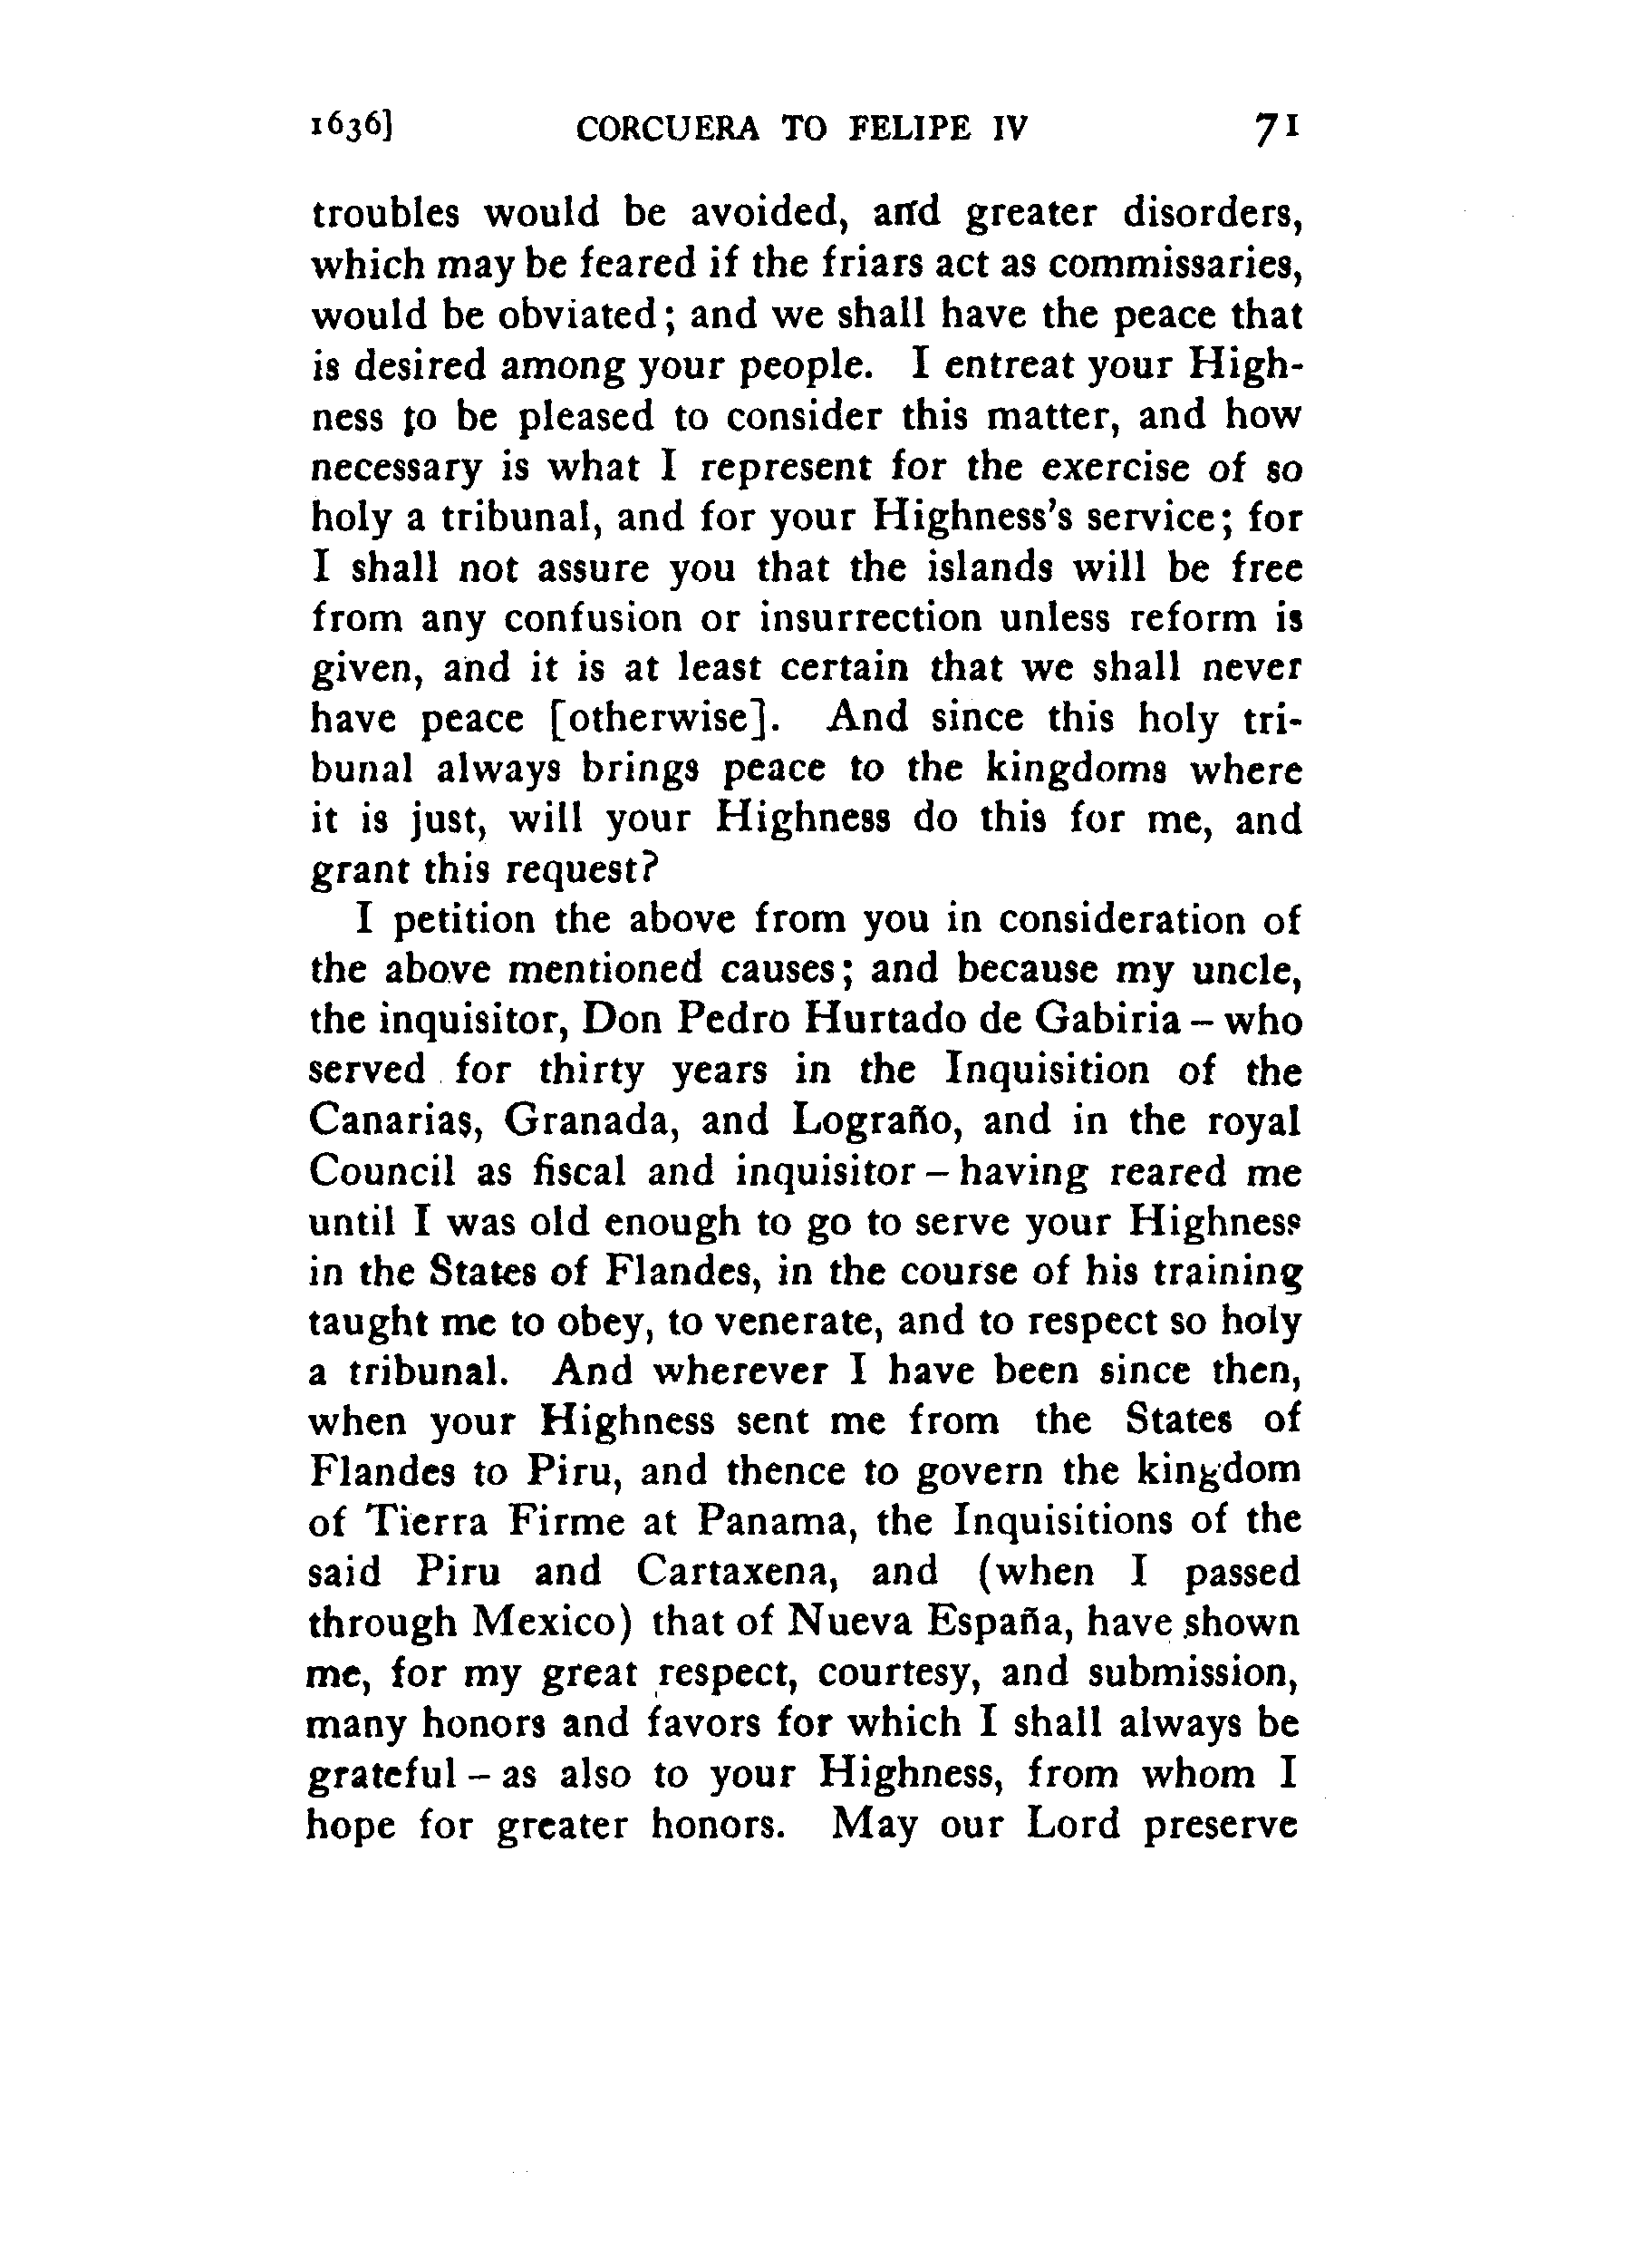 1636] CORCUERA TO FELIPE IV 71
troubles would be avoided, and greater disorders,
which may be feared if the friars act as commissaries,
would be obviated; and we shall have the peace that
is desired among your people. I entreat your High-
ness to be pleased to consider this matter, and how
necessary is what I represent for the exercise of so
holy a tribunal, and for your Highness's service; for
I shall not assure you that the islands will be free
from any confusion or insurrection unless reform is
given, and it is at least certain that we shall never
have peace [otherwise]. And since this holy tri-
bunal always brings peace to the kingdoms where
it is just, will your Highness do this for me, and
grant this request?
I petition the above from you in consideration of
the above mentioned causes; and because my uncle,
the inquisitor, Don Pedro Hurtado de Gabiria – who
served for thirty years in the Inquisition of the
Canarias, Granada, and Lograño, and in the royal
Council as fiscal and inquisitor – having reared me
until I was old enough to go to serve your Highness
in the States of Flandes, in the course of his training
taught me to obey, to venerate, and to respect so holy
a tribunal. And wherever I have been since then,
when your Highness sent me from the States of
Flandes to Piru, and thence to govern the kingdom
of Tierra Firme at Panama, the Inquisitions of the
said Piru and Cartaxena, and (when I passed
through Mexico) that of Nueva España, have shown
me, for my great respect, courtesy, and submission,
many honors and favors for which I shall always be
grateful – as also to your Highness, from whom I
hope for greater honors. May our Lord preserve